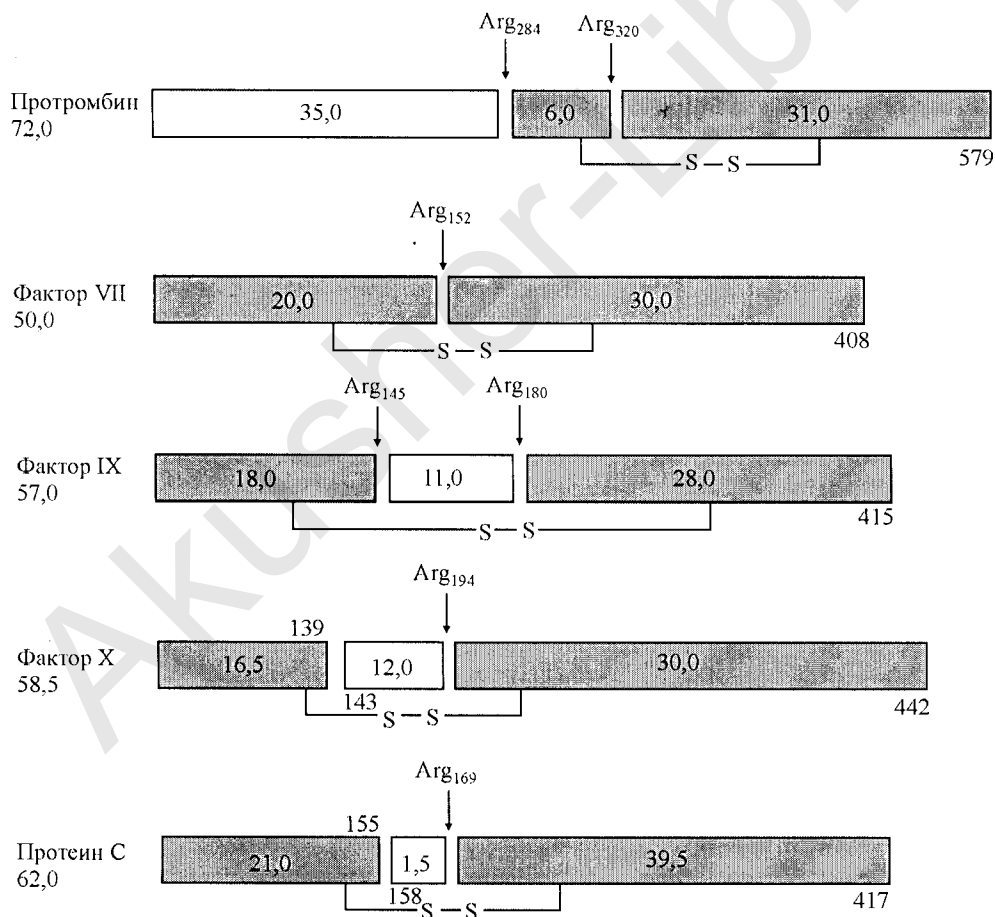 Arg284 Arg320
Протромбин
72,0
35,0 6,0 31,0
S S
579
Arg152
Фактор VII
50,0
20,0 30,0
S S
408
Arg145 Arg180
Фактор IX
57,0
18,0 11,0 28,0
S S
415
Arg194
139
Фактор X
58,5
16,5 12,0 30,0
143
S S
442
Arg169
155
Протеин С
62,0
21,0 1,5 39,5
158
S S
417